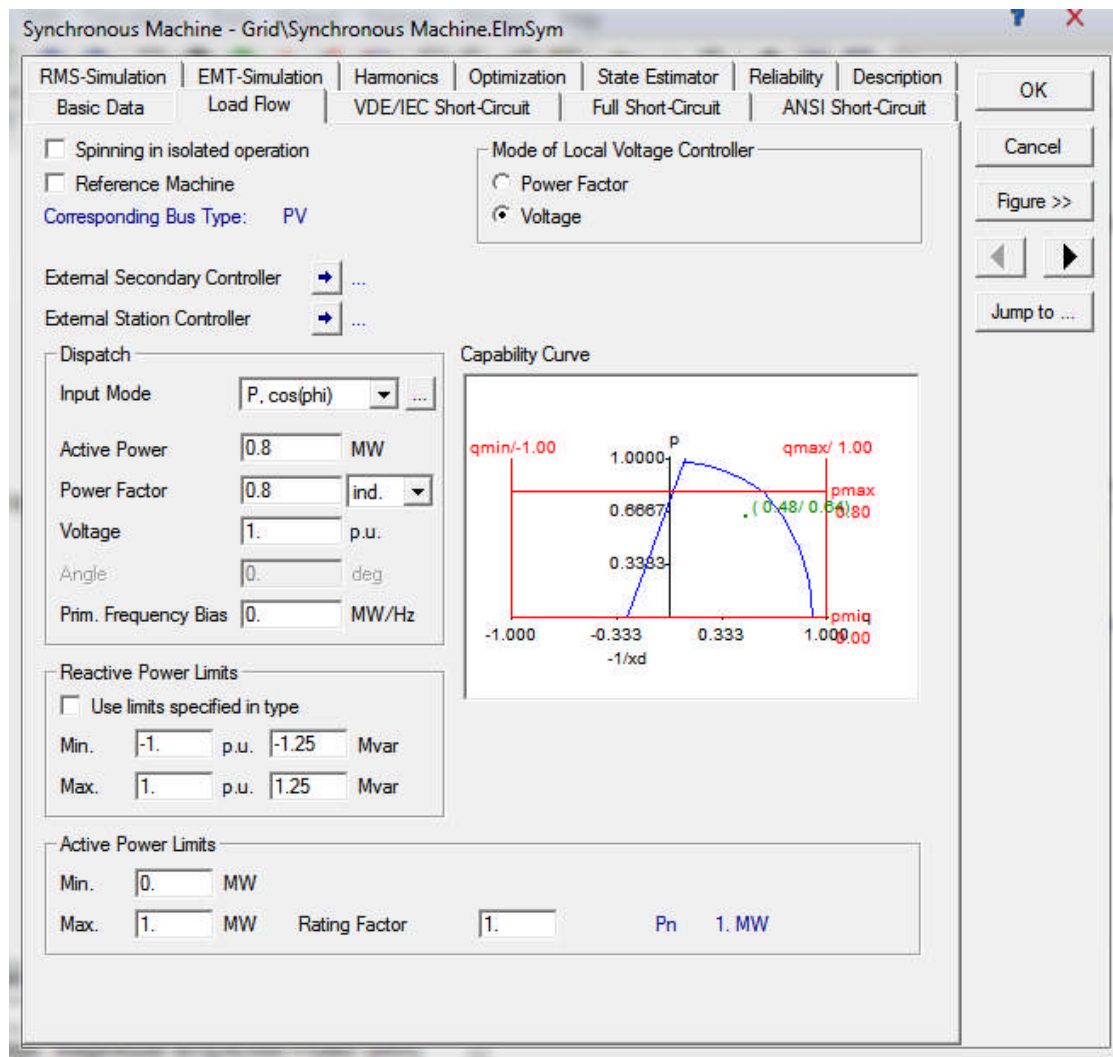 Synchronous Machine - Grid\Synchronous Machine.ElmSym
? X
RMS-Simulation EMT-Simulation Harmonics Optimization State Estimator Reliability Description
Basic Data Load Flow VDE/IEC Short-Circuit Full Short-Circuit ANSI Short-Circuit
OK
Cancel
Figure >>
Jump to ...
Spinning in isolated operation
Reference Machine
Corresponding Bus Type: PV
Mode of Local Voltage Controller
Power Factor
Voltage
External Secondary Controller ...
External Station Controller ...
Dispatch
Input Mode P, cos(phi) ...
Active Power 0.8 MW
Power Factor 0.8 ind.
Voltage 1. p.u.
Angle 0. deg
Prim. Frequency Bias 0. MW/Hz
Capability Curve
qmin/-1.00 1.0000 p qmax/ 1.00
pmax
0.6667 ( 0.48/ 0.64) 0.80
0.3333
pmin
-1.000 -0.333 0.333 1.000 0.00
-1/xd
Reactive Power Limits
Use limits specified in type
Min. -1. p.u. -1.25 Mvar
Max. 1. p.u. 1.25 Mvar
Active Power Limits
Min. 0. MW
Max. 1. MW Rating Factor 1. Pn 1. MW